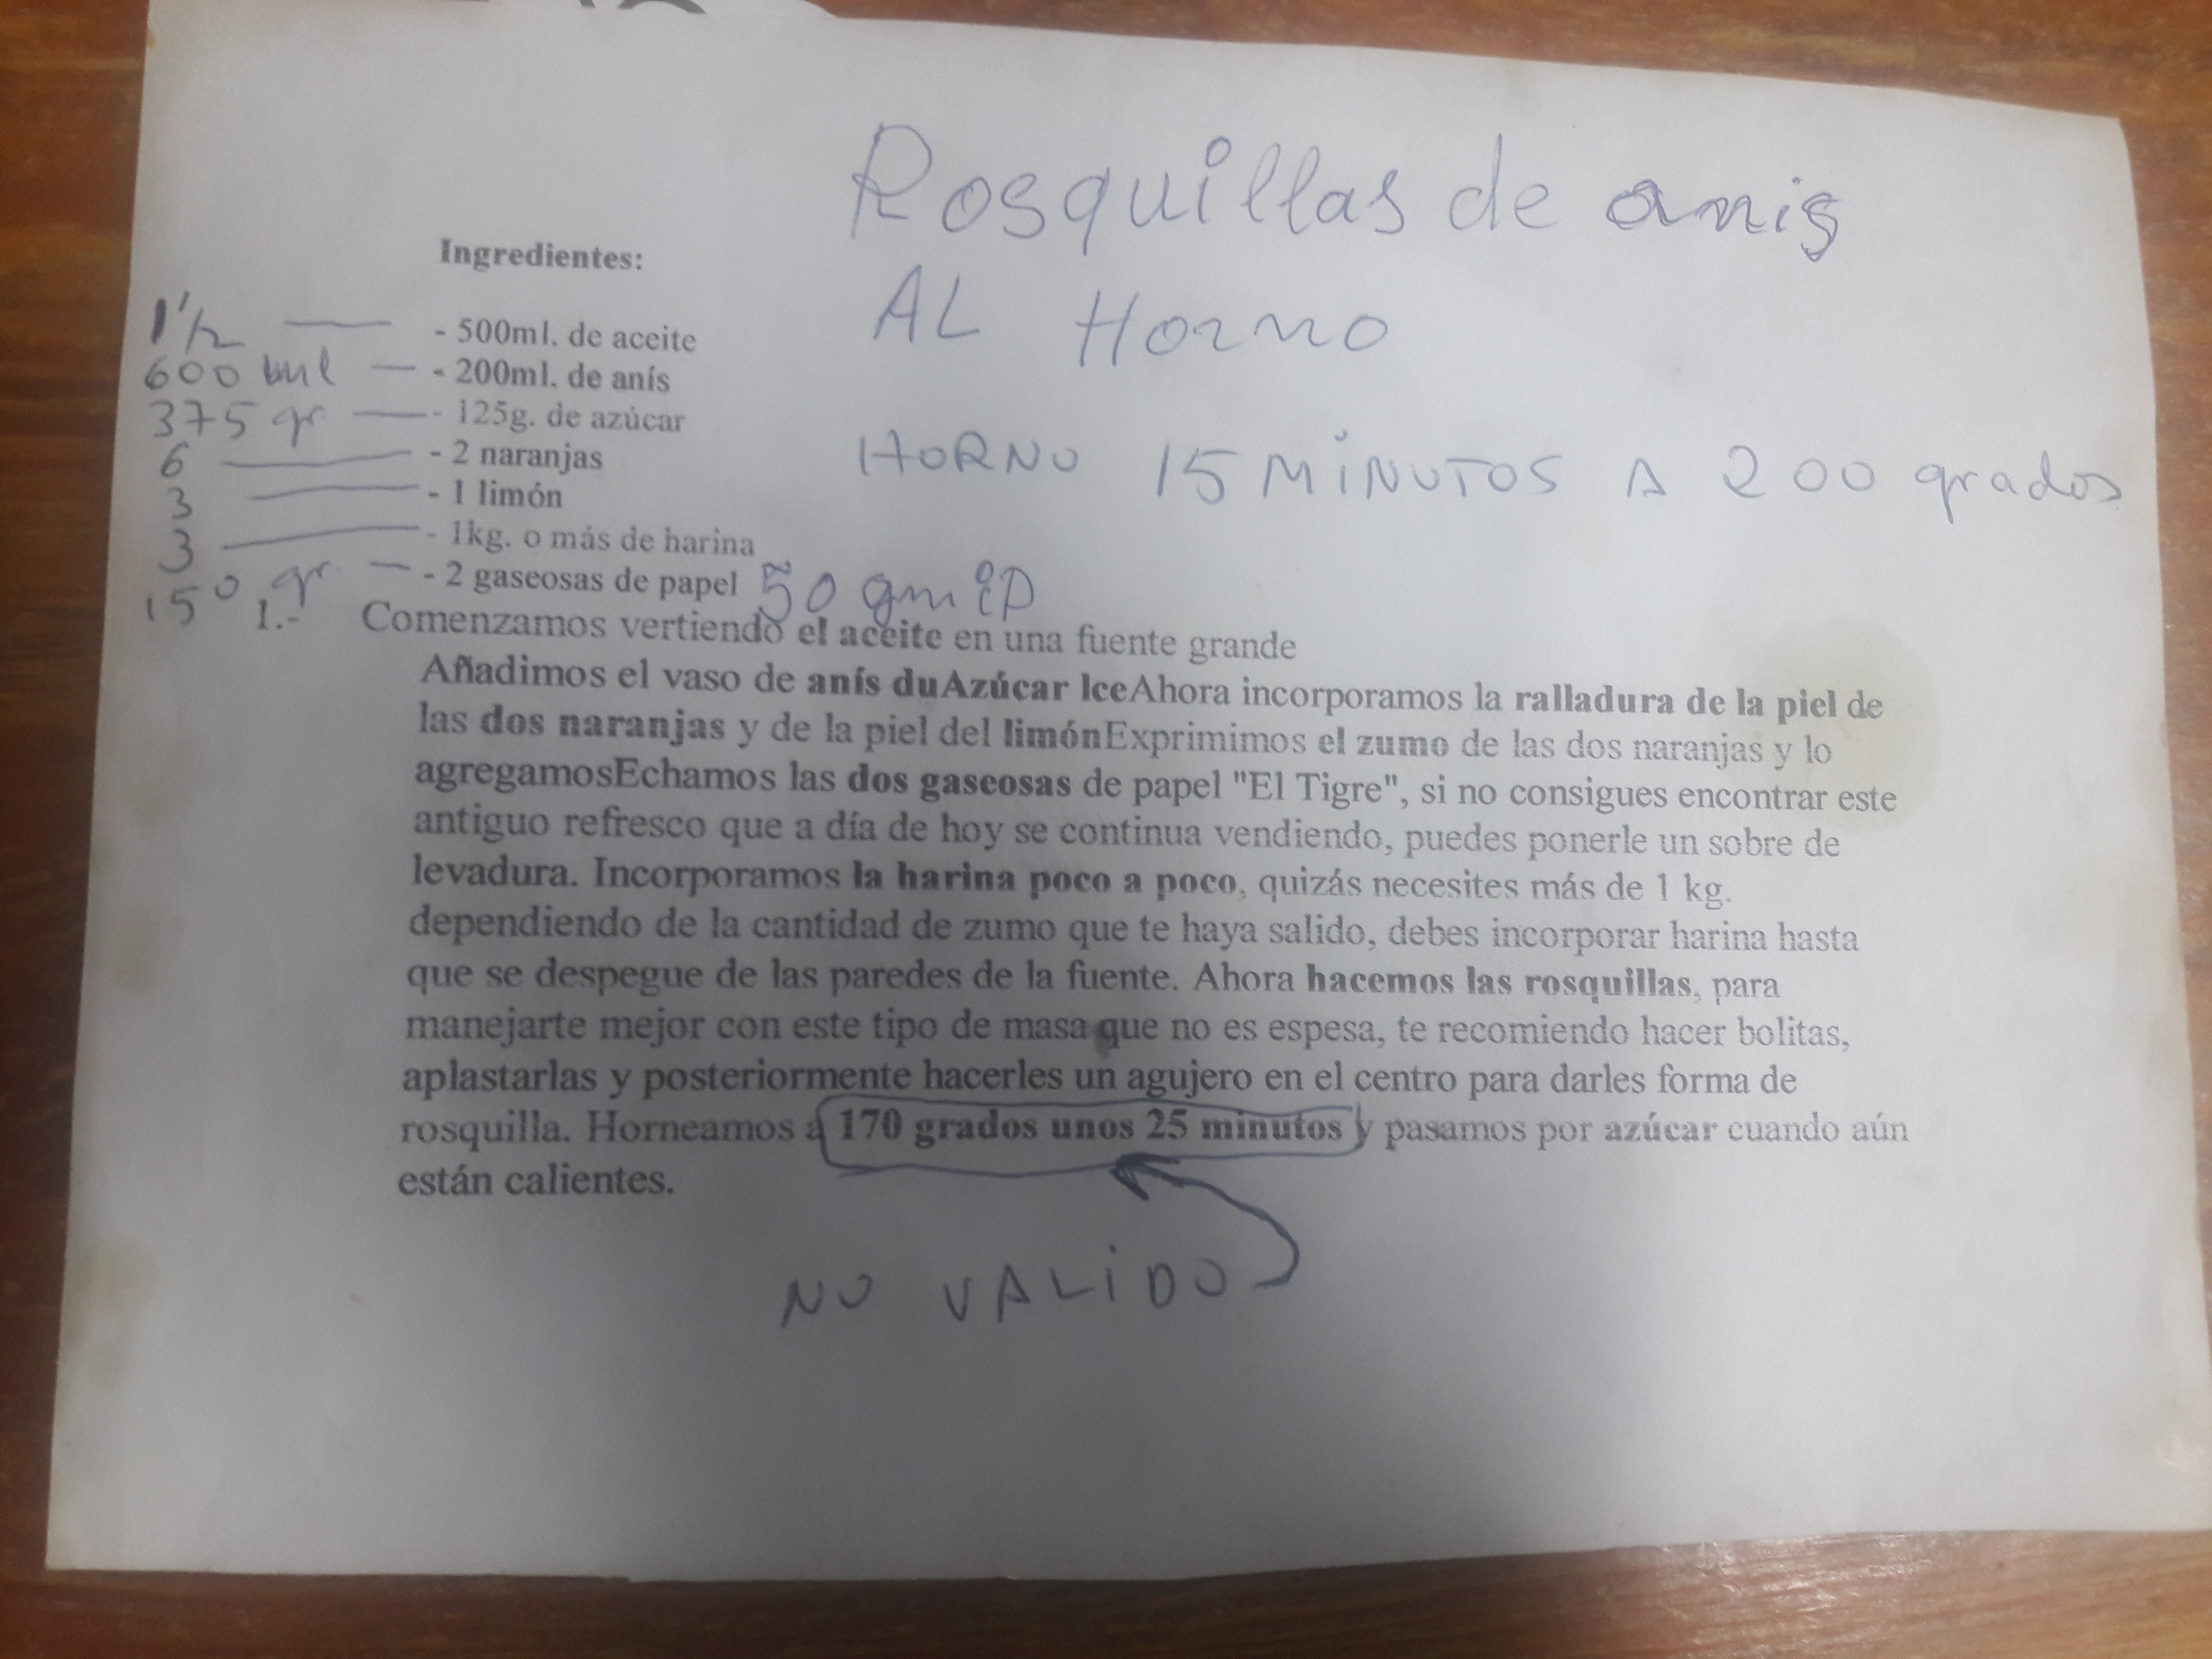 Rosquillas de anis
AL HORNO
HORNO 15 MINUTOS A 200 grados
Ingredientes:
1 1/2 - 500ml. de aceite
600 ml - 200ml. de anís
375 gr - 125g. de azúcar
6 - 2 naranjas
3 - 1 limón
3 - 1kg. o más de harina
150 gr - 2 gaseosas de papel 50 gm
1.- Comenzamos vertiendo el aceite en una fuente grande
Añadimos el vaso de anís duAzúcar lceAhora incorporamos la ralladura de la piel de
las dos naranjas y de la piel del limónExprimimos el zumo de las dos naranjas y lo
agregamosEchamos las dos gaseosas de papel "El Tigre", si no consigues encontrar este
antiguo refresco que a día de hoy se continua vendiendo, puedes ponerle un sobre de
levadura. Incorporamos la harina poco a poco, quizás necesites más de 1 kg.
dependiendo de la cantidad de zumo que te haya salido, debes incorporar harina hasta
que se despegue de las paredes de la fuente. Ahora hacemos las rosquillas, para
manejarte mejor con este tipo de masa que no es espesa, te recomiendo hacer bolitas,
aplastarlas y posteriormente hacerles un agujero en el centro para darles forma de
rosquilla. Horneamos a 170 grados unos 25 minutos y pasamos por azúcar cuando aún
están calientes.
NO VALIDO